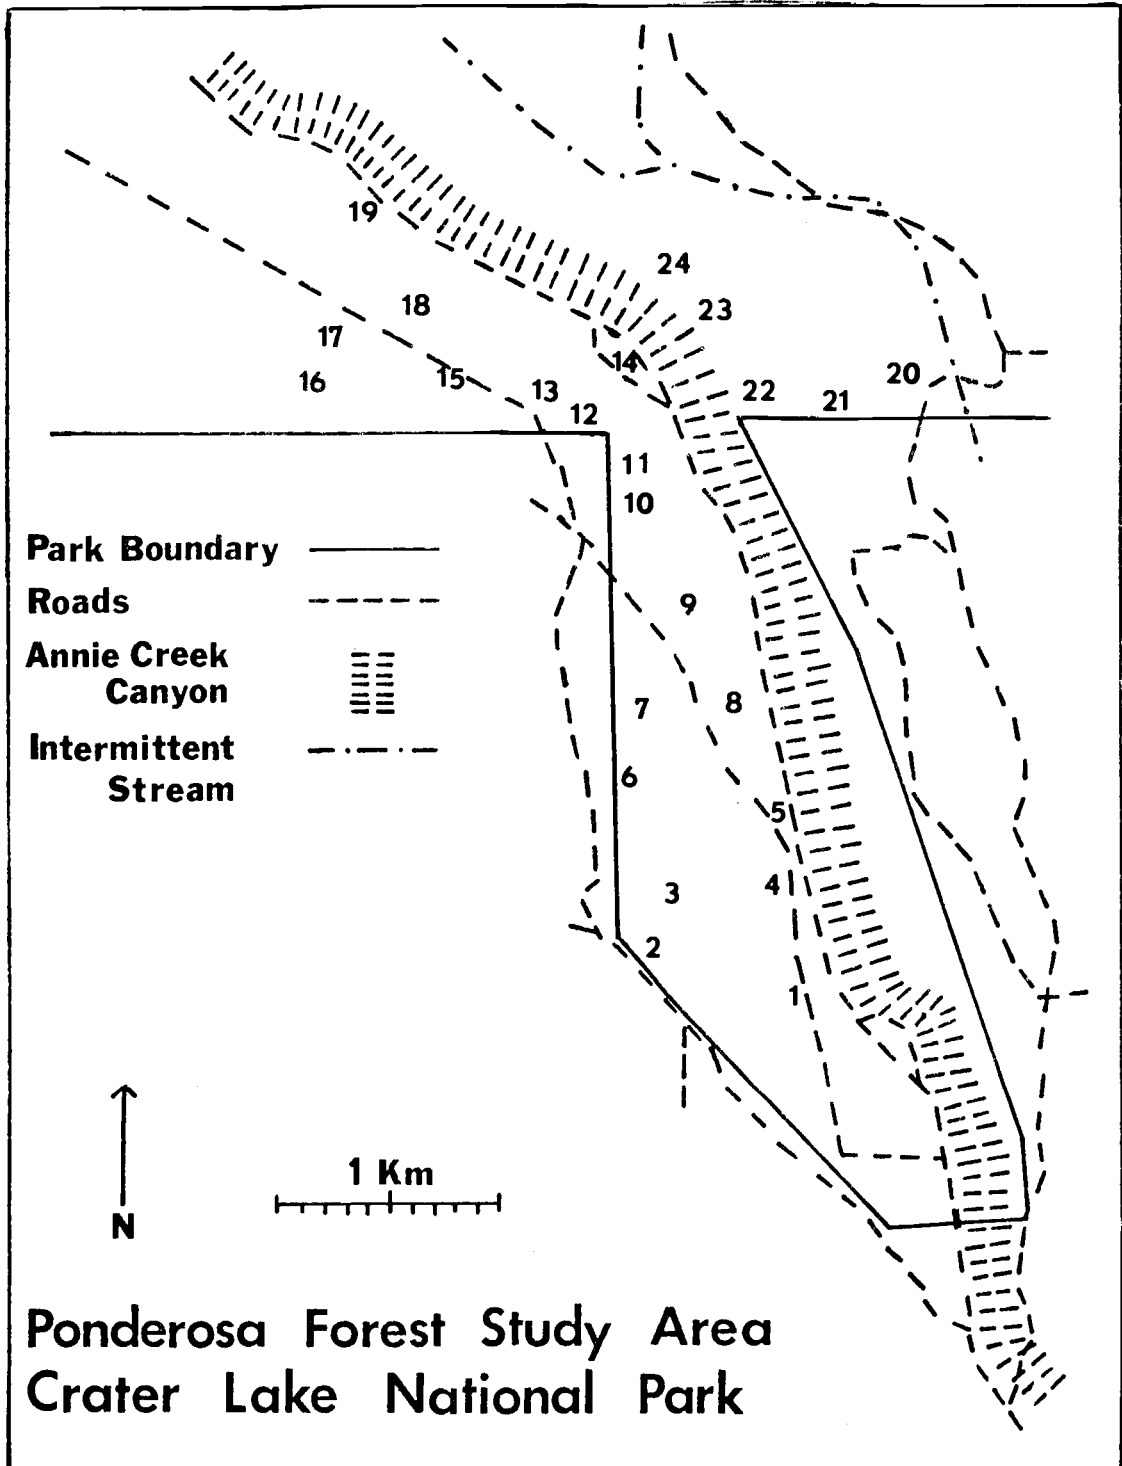 24
19
23
18
17
14
16
15
13
22
21
20
12
11
10
Park Boundary
Roads
9
Annie Creek
Canyon
7
8
Intermittent
Stream
6
5
3
4
2
1
1 Km
N
Ponderosa Forest Study Area
Crater Lake National Park